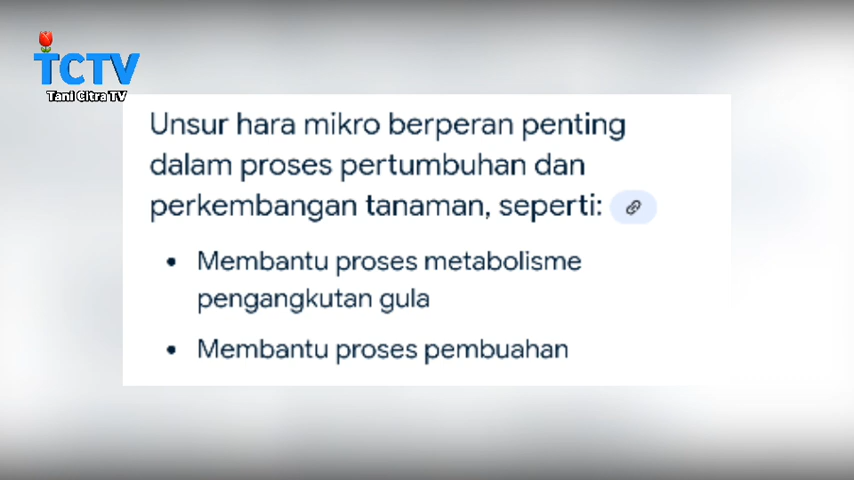 TCTV
Tani Citra TV
Unsur hara mikro berperan penting
dalam proses pertumbuhan dan
perkembangan tanaman, seperti:
• Membantu proses metabolisme
pengangkutan gula
• Membantu proses pembuahan